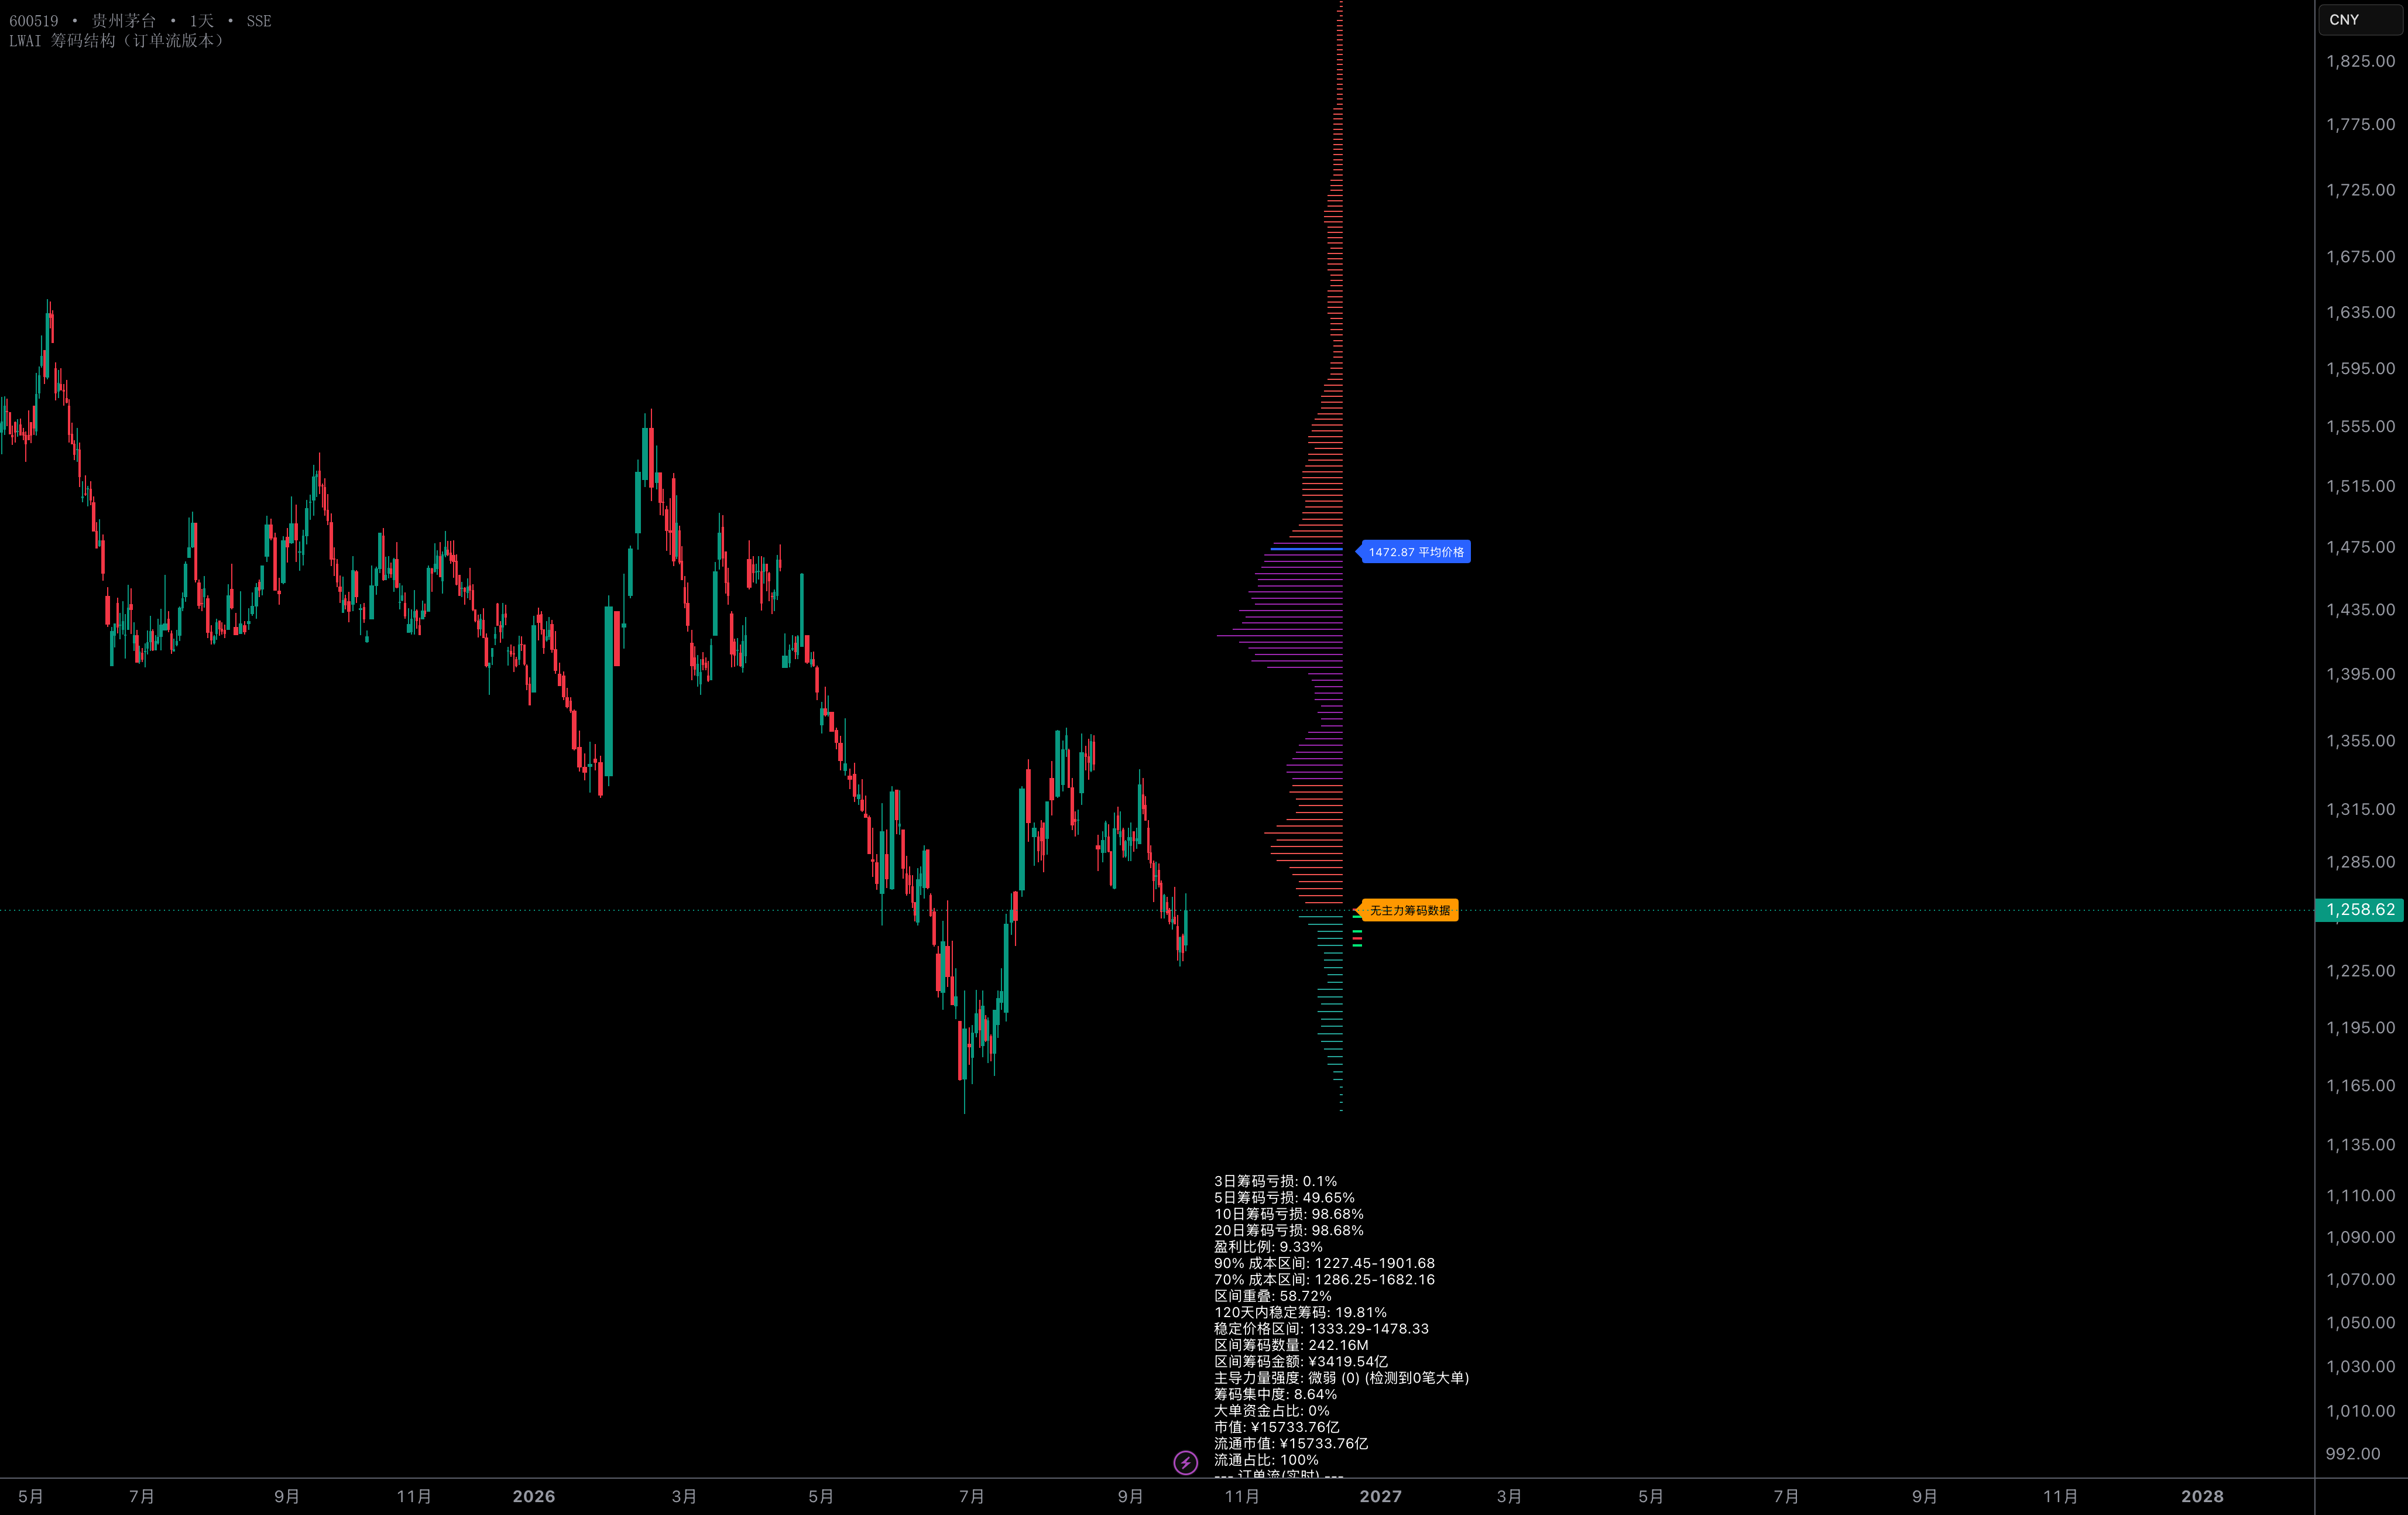 600519 • 贵州茅台 • 1天 • SSE
LWAI 筹码结构（订单流版本）
CNY
1,825.00
1,775.00
1,725.00
1,675.00
1,635.00
1,595.00
1,555.00
1,515.00
1472.87 平均价格
1,475.00
1,435.00
1,395.00
1,355.00
1,315.00
1,285.00
无主力筹码数据
1,258.62
1,225.00
1,195.00
1,165.00
1,135.00
1,110.00
1,090.00
1,070.00
1,050.00
1,030.00
1,010.00
992.00
3日筹码亏损: 0.1%
5日筹码亏损: 49.65%
10日筹码亏损: 98.68%
20日筹码亏损: 98.68%
盈利比例: 9.33%
90% 成本区间: 1227.45-1901.68
70% 成本区间: 1286.25-1682.16
区间重叠: 58.72%
120天内稳定筹码: 19.81%
稳定价格区间: 1333.29-1478.33
区间筹码数量: 242.16M
区间筹码金额: ¥3419.54亿
主导力量强度: 微弱 (0) (检测到0笔大单)
筹码集中度: 8.64%
大单资金占比: 0%
市值: ¥15733.76亿
流通市值: ¥15733.76亿
流通占比: 100%
--- 订单流(实时) ---
5月 7月 9月 11月 2026 3月 5月 7月 9月 11月 2027 3月 5月 7月 9月 11月 2028